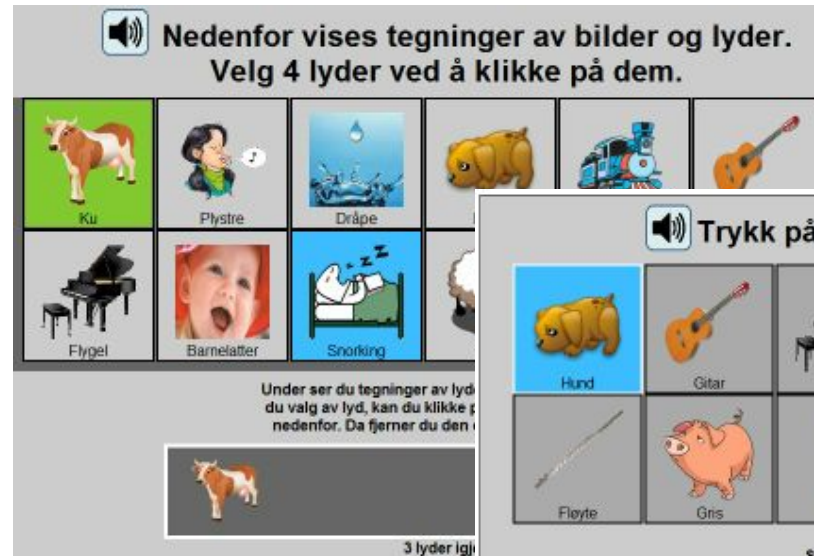 Nedenfor vises tegninger av bilder og lyder.
Velg 4 lyder ved å klikke på dem.
Ku
Plystre
Dråpe
Flygel
Barnelatter
Snorking
Under ser du tegninger av
du valg av lyd, kan du klikke
nedenfor. Da fjerner du den
3 lyder
Trykk på
Hund
Gitar
Fløyte
Gris